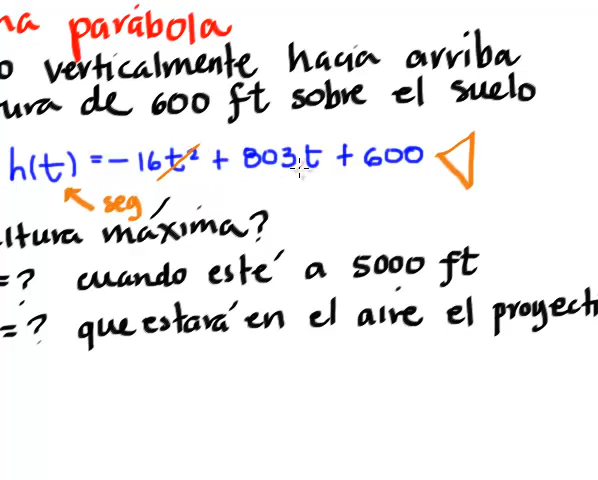 na parábola
o verticalmente hacia arriba
ura de 600 ft sobre el suelo
h(t) = -16t² + 803t + 600
seg
ltura máxima?
=? cuando esté a 5000 ft
=? que estará en el aire el proyect